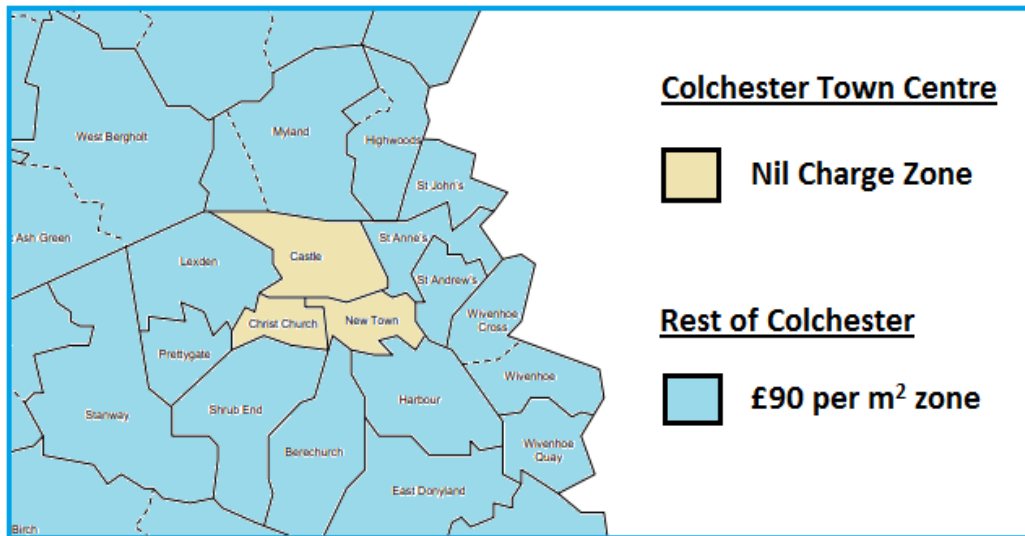 West Bergholt
Myland
Highwoods
St John's
Ash Green
Lexden
Castle
St Anne's
St Andrew's
Wivenhoe
Cross
Christ Church
New Town
Prettygate
Stanway
Shrub End
Harbour
Wivenhoe
Berechurch
Wivenhoe
Quay
East Donyland
Birch
Colchester Town Centre
Nil Charge Zone
Rest of Colchester
£90 per m² zone